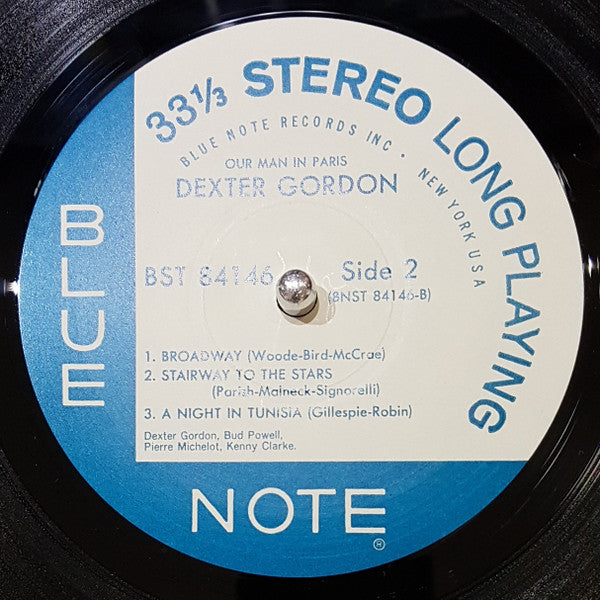 33⅓ STEREO LONG PLAYING
BLUE NOTE RECORDS INC • NEW YORK USA
OUR MAN IN PARIS
DEXTER GORDON
BST 84146
Side 2
(BNST 84146-B)
1. BROADWAY (Woode-Bird-McCrae)
2. STAIRWAY TO THE STARS
(Parish-Malneck-Signorelli)
3. A NIGHT IN TUNISIA (Gillespie-Robin)
Dexter Gordon, Bud Powell,
Pierre Michelot, Kenny Clarke.
BLUE
NOTE®